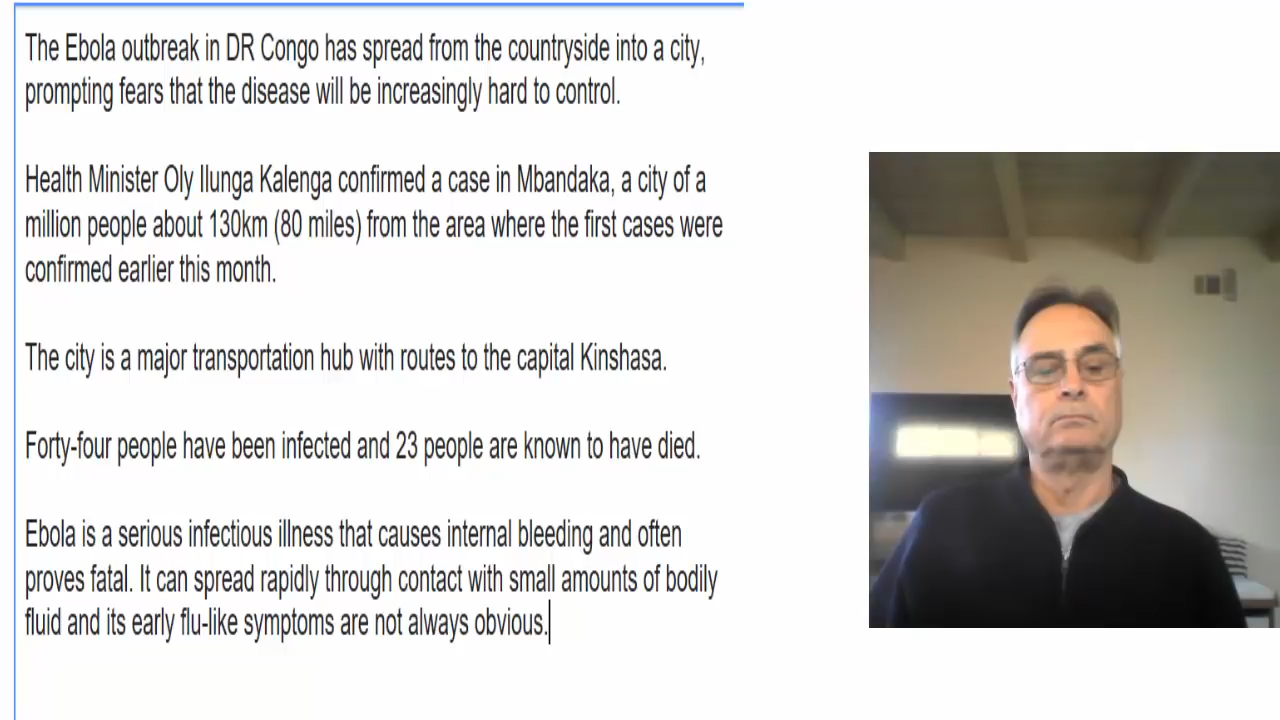 The Ebola outbreak in DR Congo has spread from the countryside into a city,
prompting fears that the disease will be increasingly hard to control.
Health Minister Oly Ilunga Kalenga confirmed a case in Mbandaka, a city of a
million people about 130km (80 miles) from the area where the first cases were
confirmed earlier this month.
The city is a major transportation hub with routes to the capital Kinshasa.
Forty-four people have been infected and 23 people are known to have died.
Ebola is a serious infectious illness that causes internal bleeding and often
proves fatal. It can spread rapidly through contact with small amounts of bodily
fluid and its early flu-like symptoms are not always obvious.